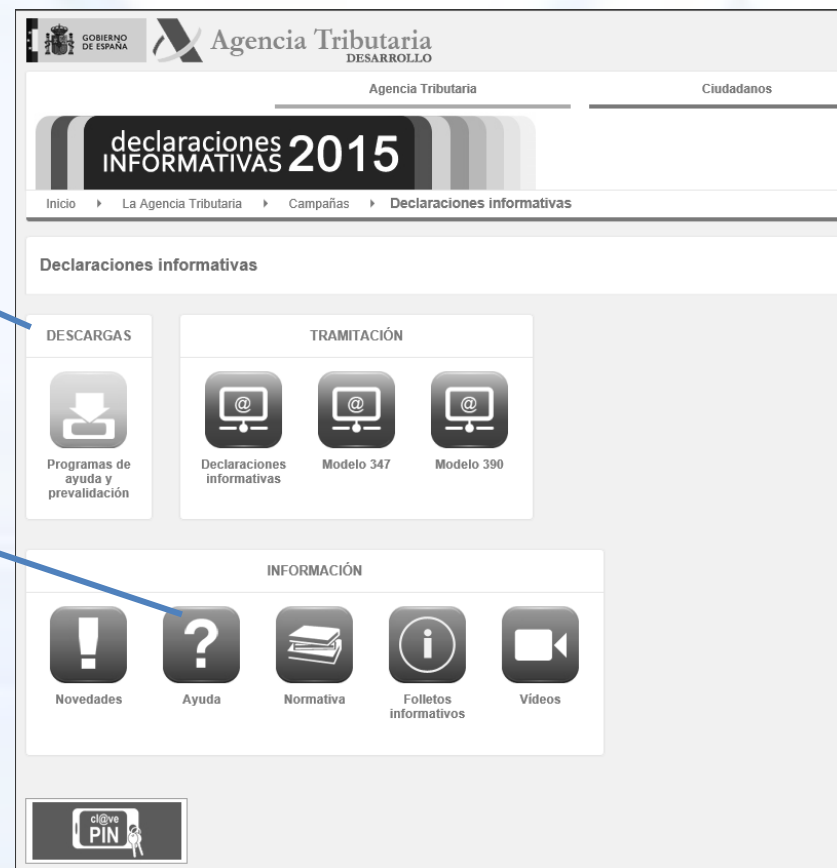 GOBIERNO
DE ESPAÑA
Agencia Tributaria
DESARROLLO
Agencia Tributaria
Ciudadanos
declaraciones
INFORMATIVAS 2015
Inicio
La Agencia Tributaria
Campañas
Declaraciones informativas
Declaraciones informativas
DESCARGAS
Programas de
ayuda y
prevalidación
TRAMITACIÓN
@
Declaraciones
informativas
@
Modelo 347
@
Modelo 390
INFORMACIÓN
!
Novedades
?
Ayuda
Normativa
i
Folletos
informativos
Vídeos
cl@ve
PIN